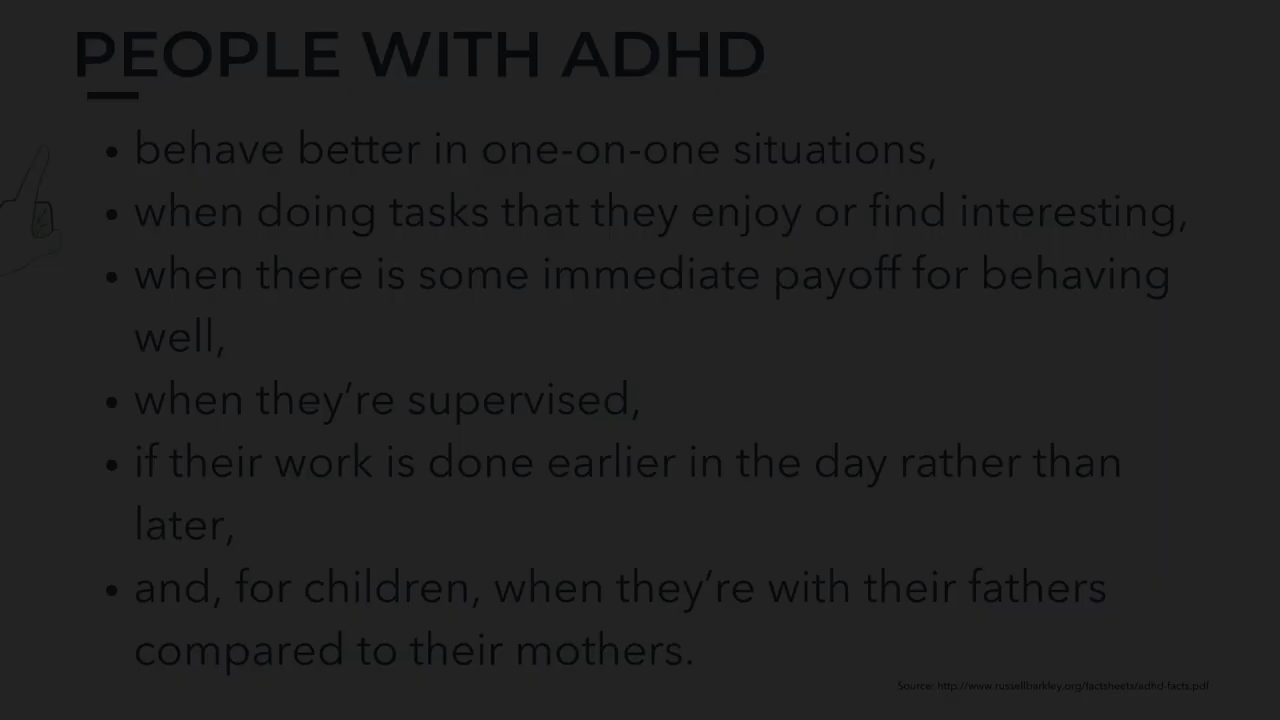 PEOPLE WITH ADHD
• behave better in one-on-one situations,
• when doing tasks that they enjoy or find interesting,
• when there is some immediate payoff for behaving
well,
• when they’re supervised,
• if their work is done earlier in the day rather than
later,
• and, for children, when they’re with their fathers
compared to their mothers.
Source: http://www.russellbarkley.org/factsheets/adhd-facts.pdf